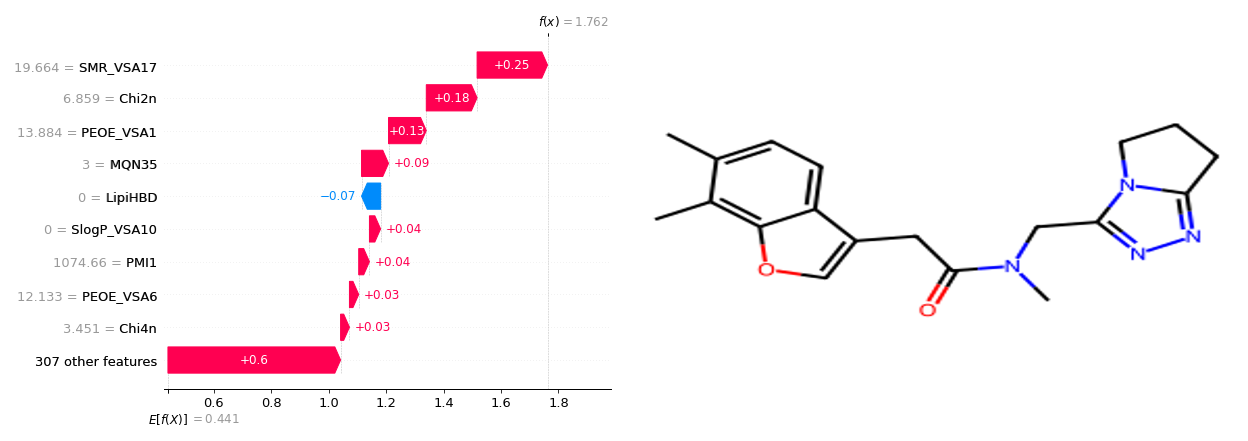 f(x) = 1.762
19.664 = SMR_VSA17
+0.25
6.859 = Chi2n
+0.18
13.884 = PEOE_VSA1
+0.13
3 = MQN35
+0.09
0 = LipiHBD
−0.07
0 = SlogP_VSA10
+0.04
1074.66 = PMI1
+0.04
12.133 = PEOE_VSA6
+0.03
3.451 = Chi4n
+0.03
307 other features
+0.6
0.6 0.8 1.0 1.2 1.4 1.6 1.8
E[f(X)] = 0.441
N
N
N
N
O
O